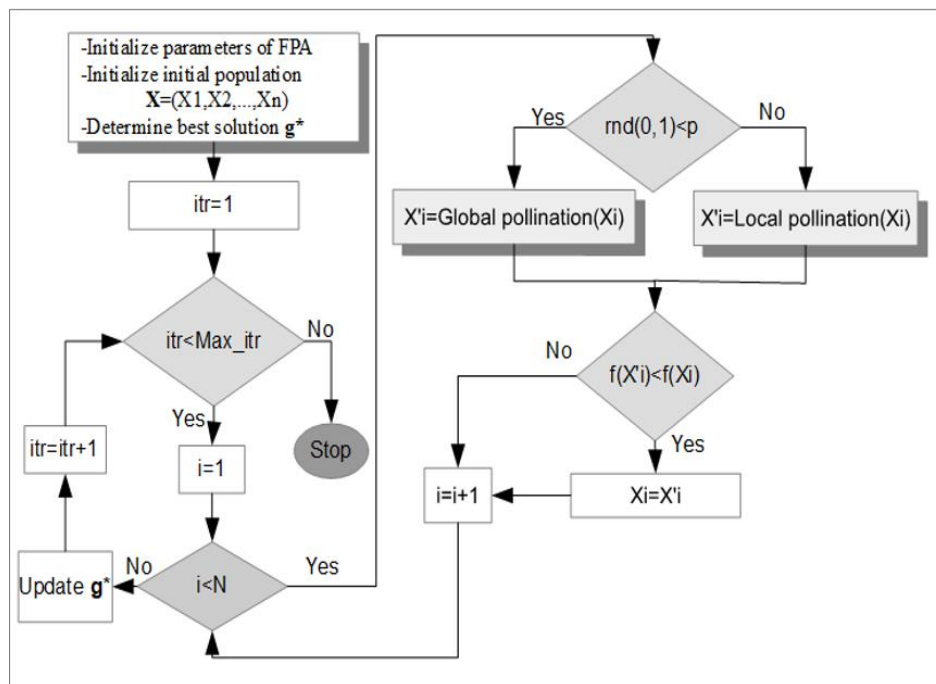 -Initialize parameters of FPA
-Initialize initial population
X=(X1,X2,...,Xn)
-Determine best solution g*
itr=1
itr<Max_itr
No
Yes
Stop
i=1
itr=itr+1
i<N
No
Yes
Update g*
rnd(0,1)<p
Yes
No
X'i=Global pollination(Xi)
X'i=Local pollination(Xi)
f(X'i)<f(Xi)
No
Yes
i=i+1
Xi=X'i